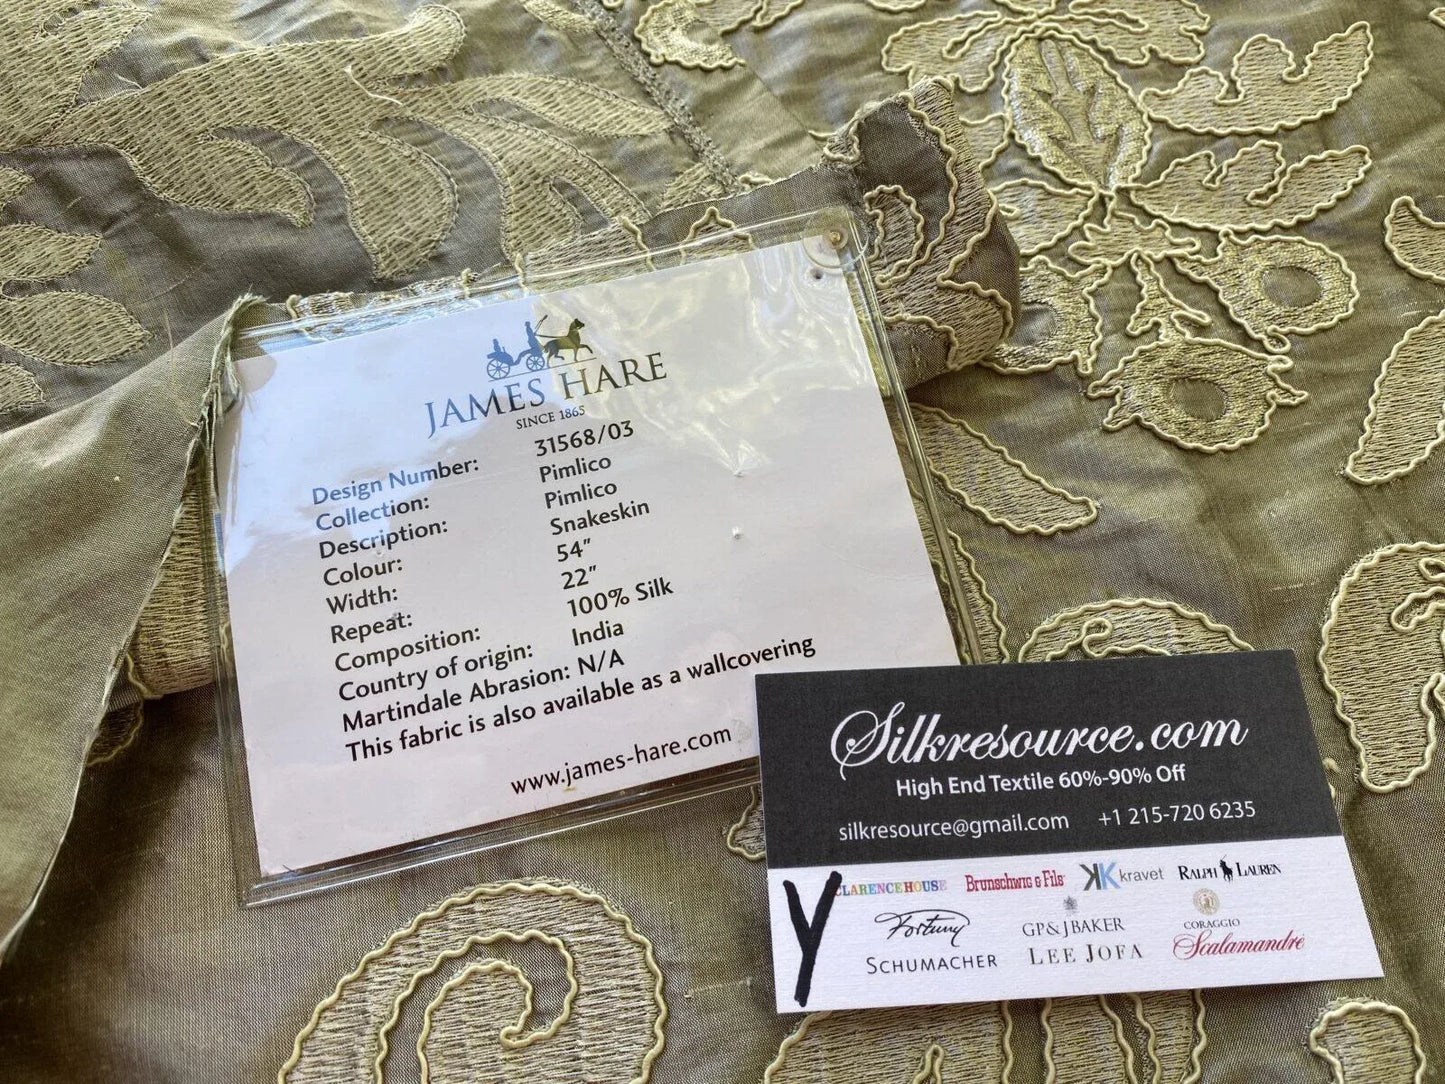 JAMES HARE
SINCE 1865
Design Number: 31568/03
Collection: Pimlico
Description: Pimlico
Colour: Snakeskin
Width: 54"
Repeat: 22"
Composition: 100% Silk
Country of origin: India
Martindale Abrasion: N/A
This fabric is also available as a wallcovering
www.james-hare.com
Silkresource.com
High End Textile 60%-90% Off
silkresource@gmail.com +1 215-720 6235
CLARENCE HOUSE Brunschwig & Fils KK kravet RALPH LAUREN
Y
Fortuny GP & J BAKER CORAGGIO
SCHUMACHER LEE JOFA Scalamandré